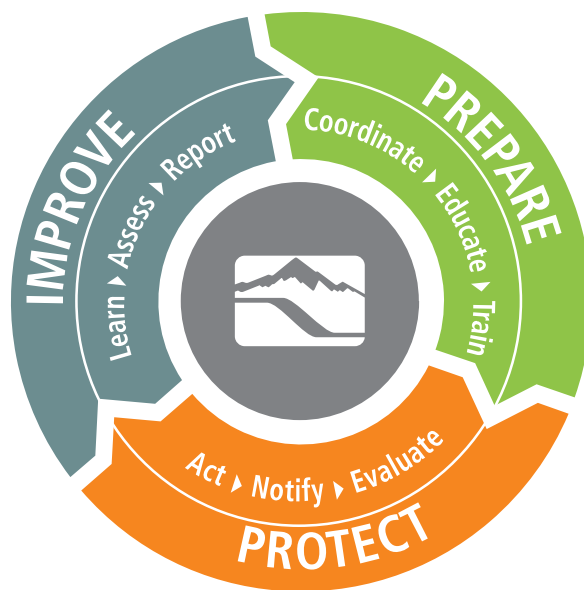 PREPARE
Coordinate ▸ Educate ▸ Train
PROTECT
Act ▸ Notify ▸ Evaluate
IMPROVE
Learn ▸ Assess ▸ Report